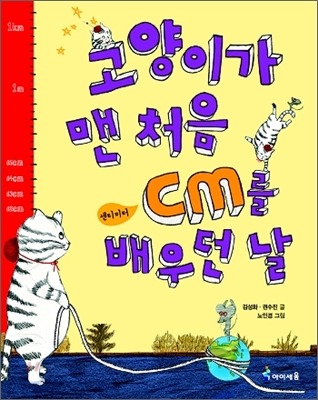 1km
1m
고양이가
맨 처음
cm를
센티미터
배우던 날
김성화·권수진 글
노인경 그림
아이세움